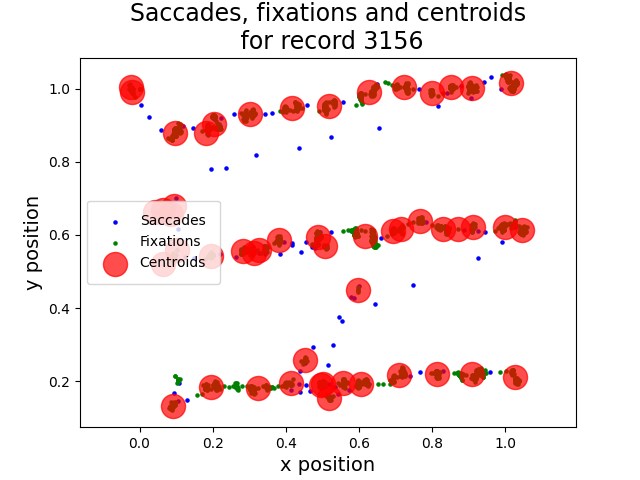 Saccades, fixations and centroids
for record 3156
1.0
0.8
0.6
0.4
0.2
y position
Saccades
Fixations
Centroids
0.0 0.2 0.4 0.6 0.8 1.0
x position